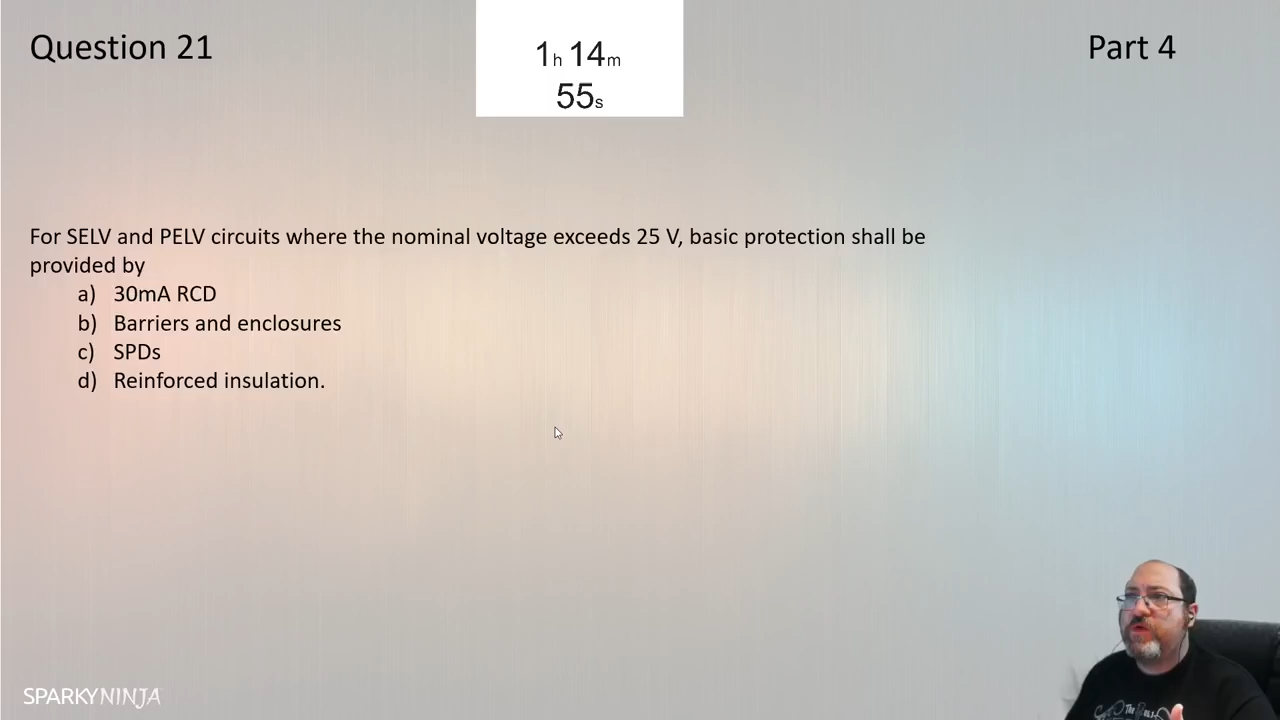 Question 21
1h 14m
55s
Part 4
For SELV and PELV circuits where the nominal voltage exceeds 25 V, basic protection shall be
provided by
a) 30mA RCD
b) Barriers and enclosures
c) SPDs
d) Reinforced insulation.
SPARKYNINJA